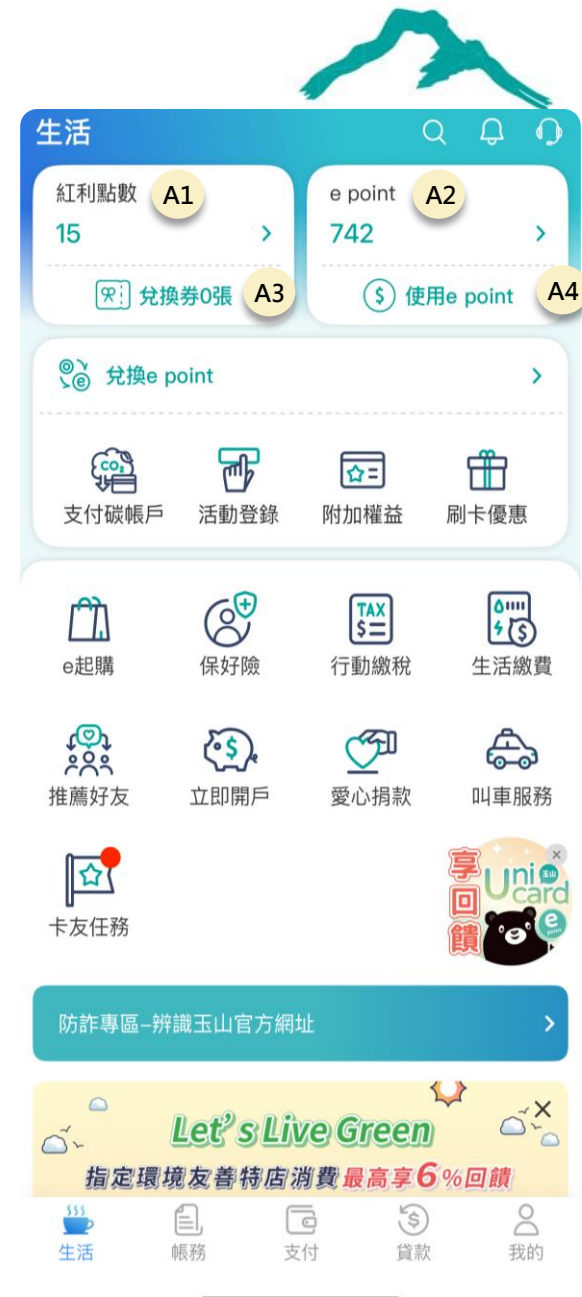 生活
紅利點數 A1
15
e point A2
742
兌換券0張 A3
使用e point A4
兌換e point
CO2
支付碳帳戶 活動登錄 附加權益 刷卡優惠
TAX
e起購 保好險 行動繳稅 生活繳費
推薦好友 立即開戶 愛心捐款 叫車服務
卡友任務
享回饋
Uni
card
玉山
e
point
防詐專區–辨識玉山官方網址
Let's Live Green
指定環境友善特店消費最高享6%回饋
生活 帳務 支付 貸款 我的